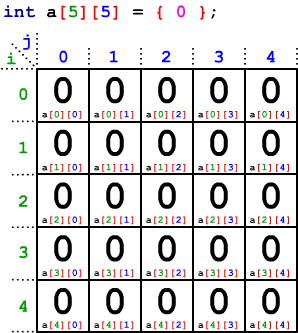 int a[5][5] = { 0 };
j
i
0 1 2 3 4
0 0 0 0 0 0
a[0][0] a[0][1] a[0][2] a[0][3] a[0][4]
1 0 0 0 0 0
a[1][0] a[1][1] a[1][2] a[1][3] a[1][4]
2 0 0 0 0 0
a[2][0] a[2][1] a[2][2] a[2][3] a[2][4]
3 0 0 0 0 0
a[3][0] a[3][1] a[3][2] a[3][3] a[3][4]
4 0 0 0 0 0
a[4][0] a[4][1] a[4][2] a[4][3] a[4][4]